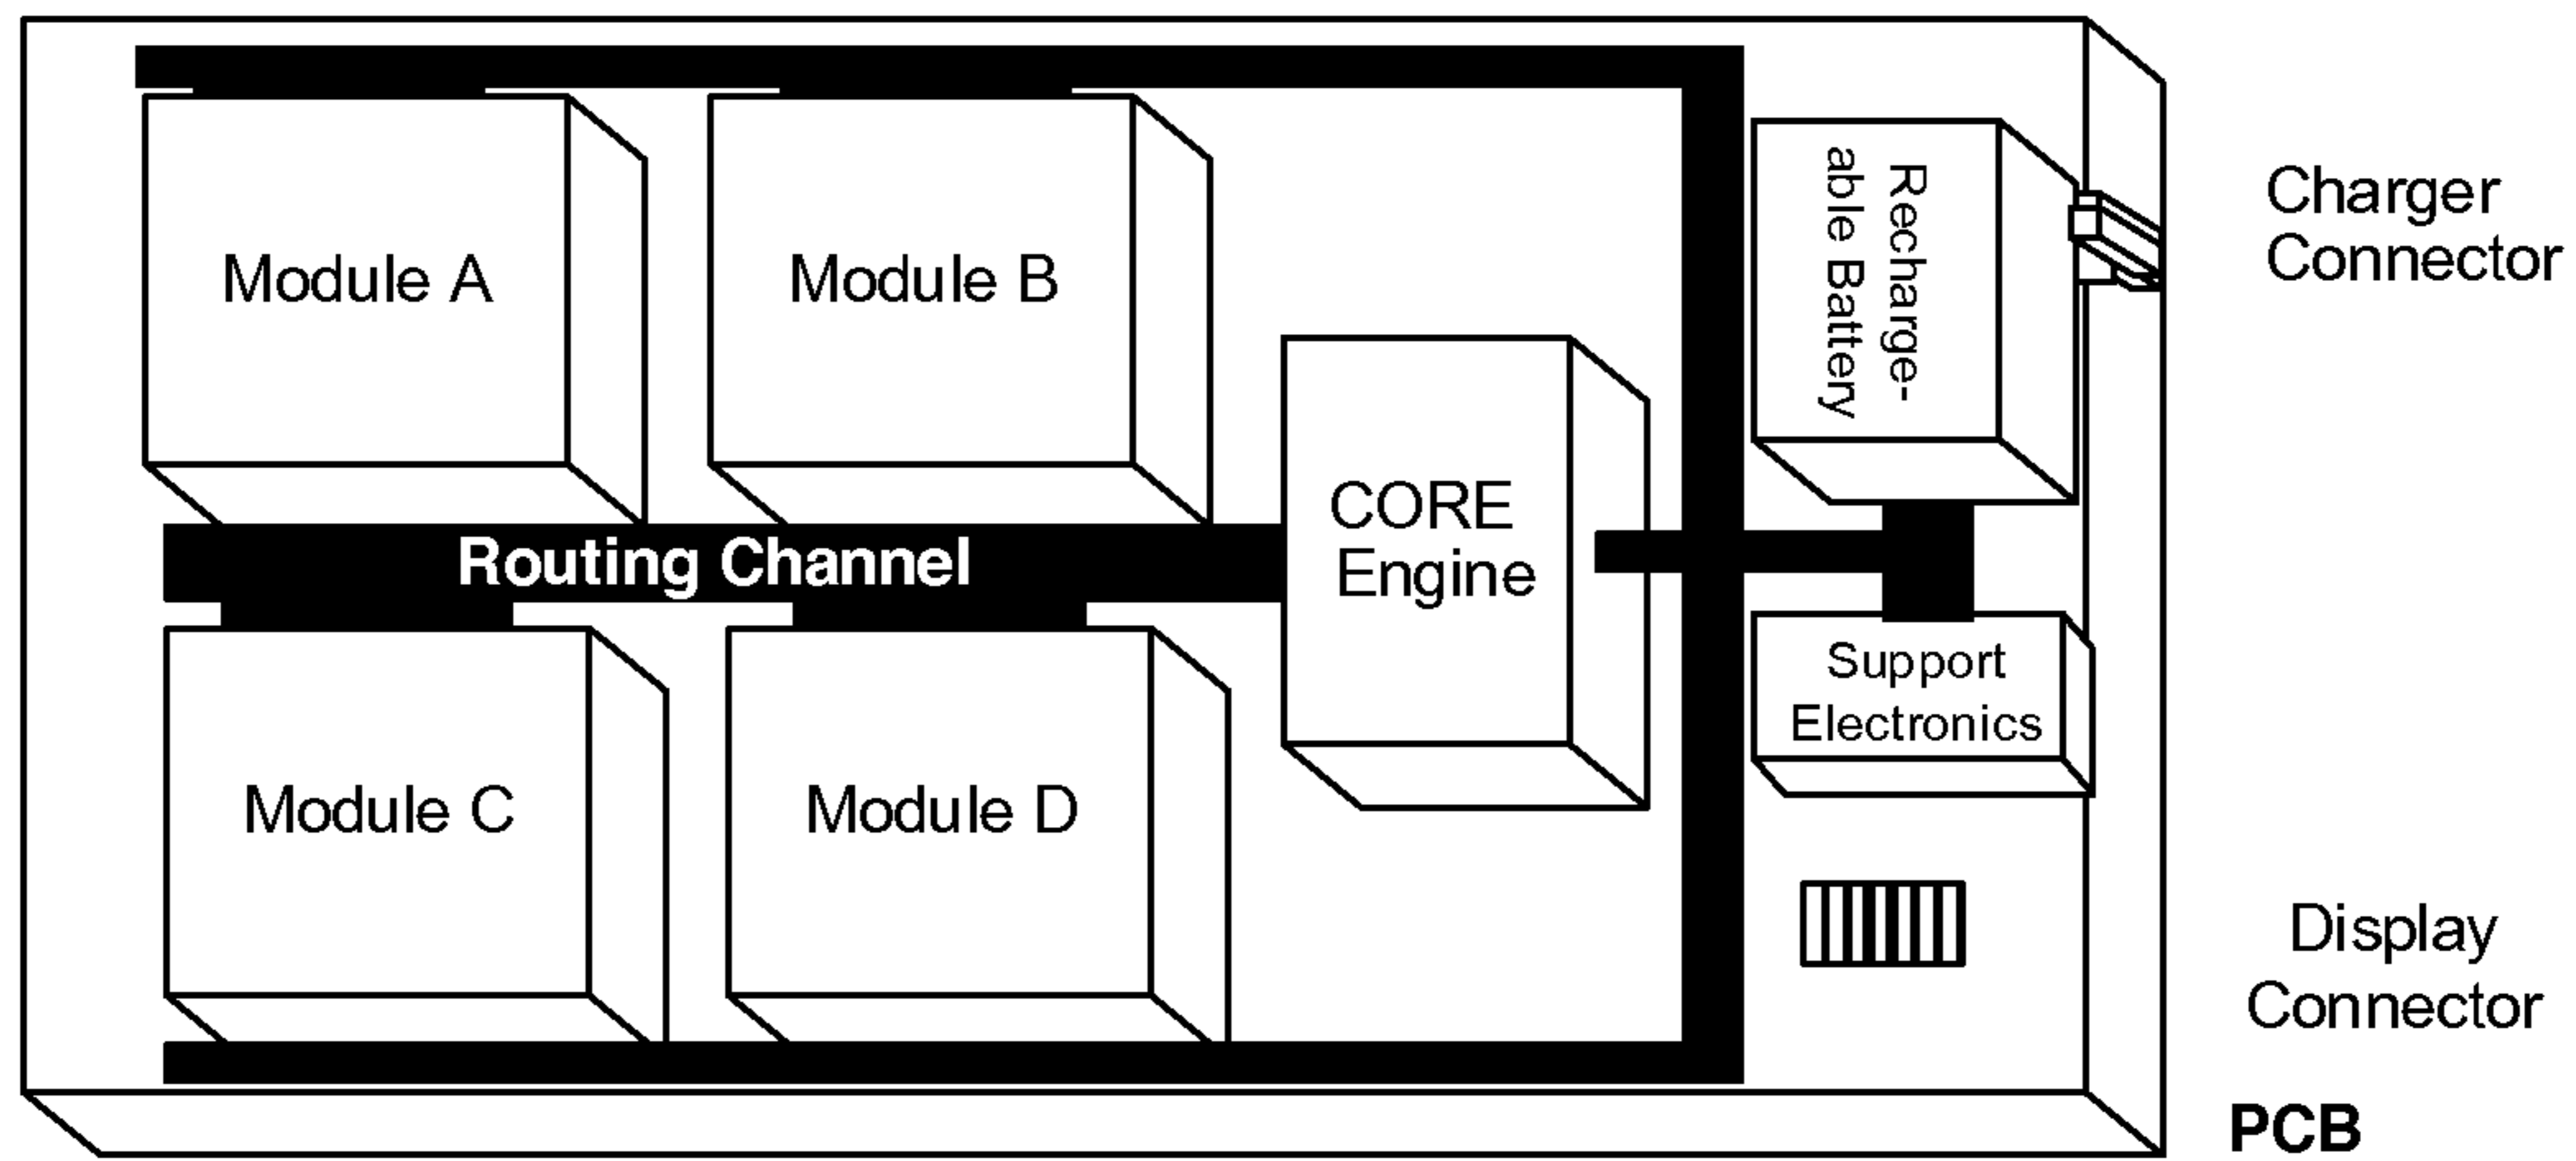 Module A
Module B
Recharge-
able Battery
Charger
Connector
CORE
Engine
Routing Channel
Support
Electronics
Module C
Module D
Display
Connector
PCB